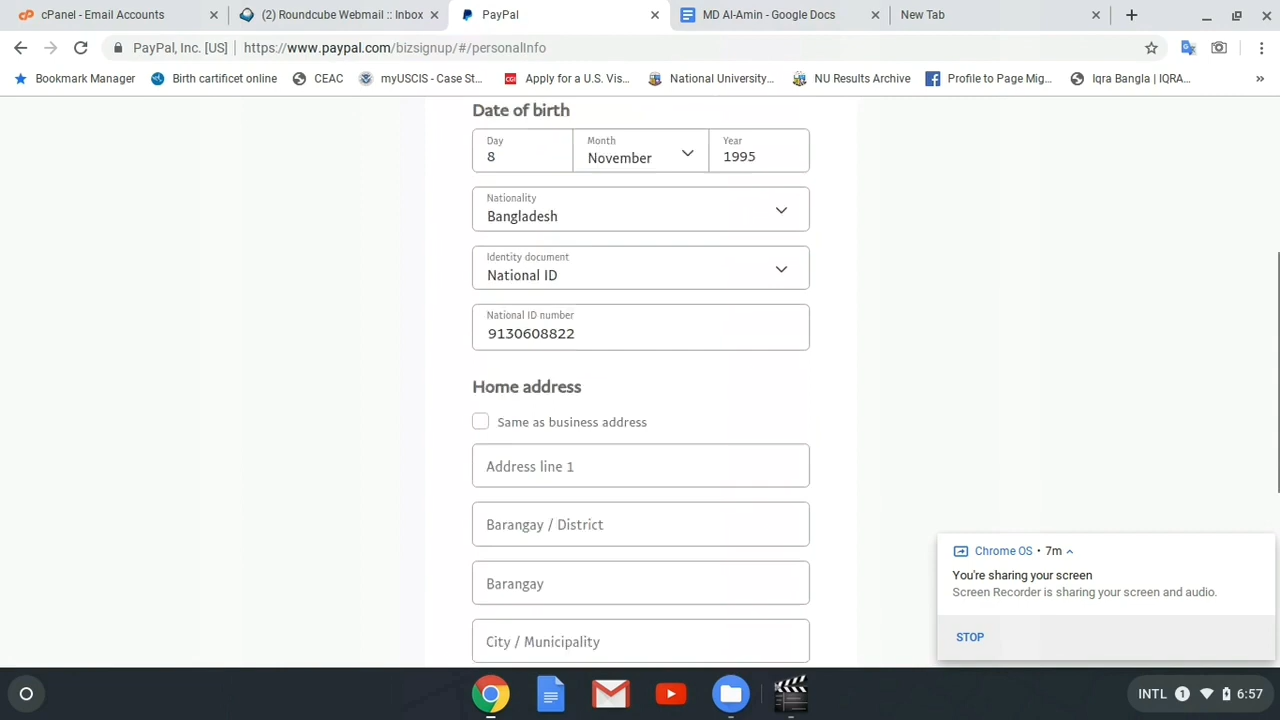 cPanel - Email Accounts
(2) Roundcube Webmail :: Inbox
PayPal
MD Al-Amin - Google Docs
New Tab
PayPal, Inc. [US]
https://www.paypal.com/bizsignup/#/personalInfo
Bookmark Manager
Birth certificet online
CEAC
myUSCIS - Case St...
Apply for a U.S. Vis...
National University...
NU Results Archive
Profile to Page Mig...
Iqra Bangla | IQRA...
»
Date of birth
Day
Month
Year
8
November
1995
Nationality
Bangladesh
Identity document
National ID
National ID number
9130608822
Home address
Same as business address
Address line 1
Barangay / District
Barangay
City / Municipality
Chrome OS • 7m
You're sharing your screen
Screen Recorder is sharing your screen and audio.
STOP
INTL
1
6:57